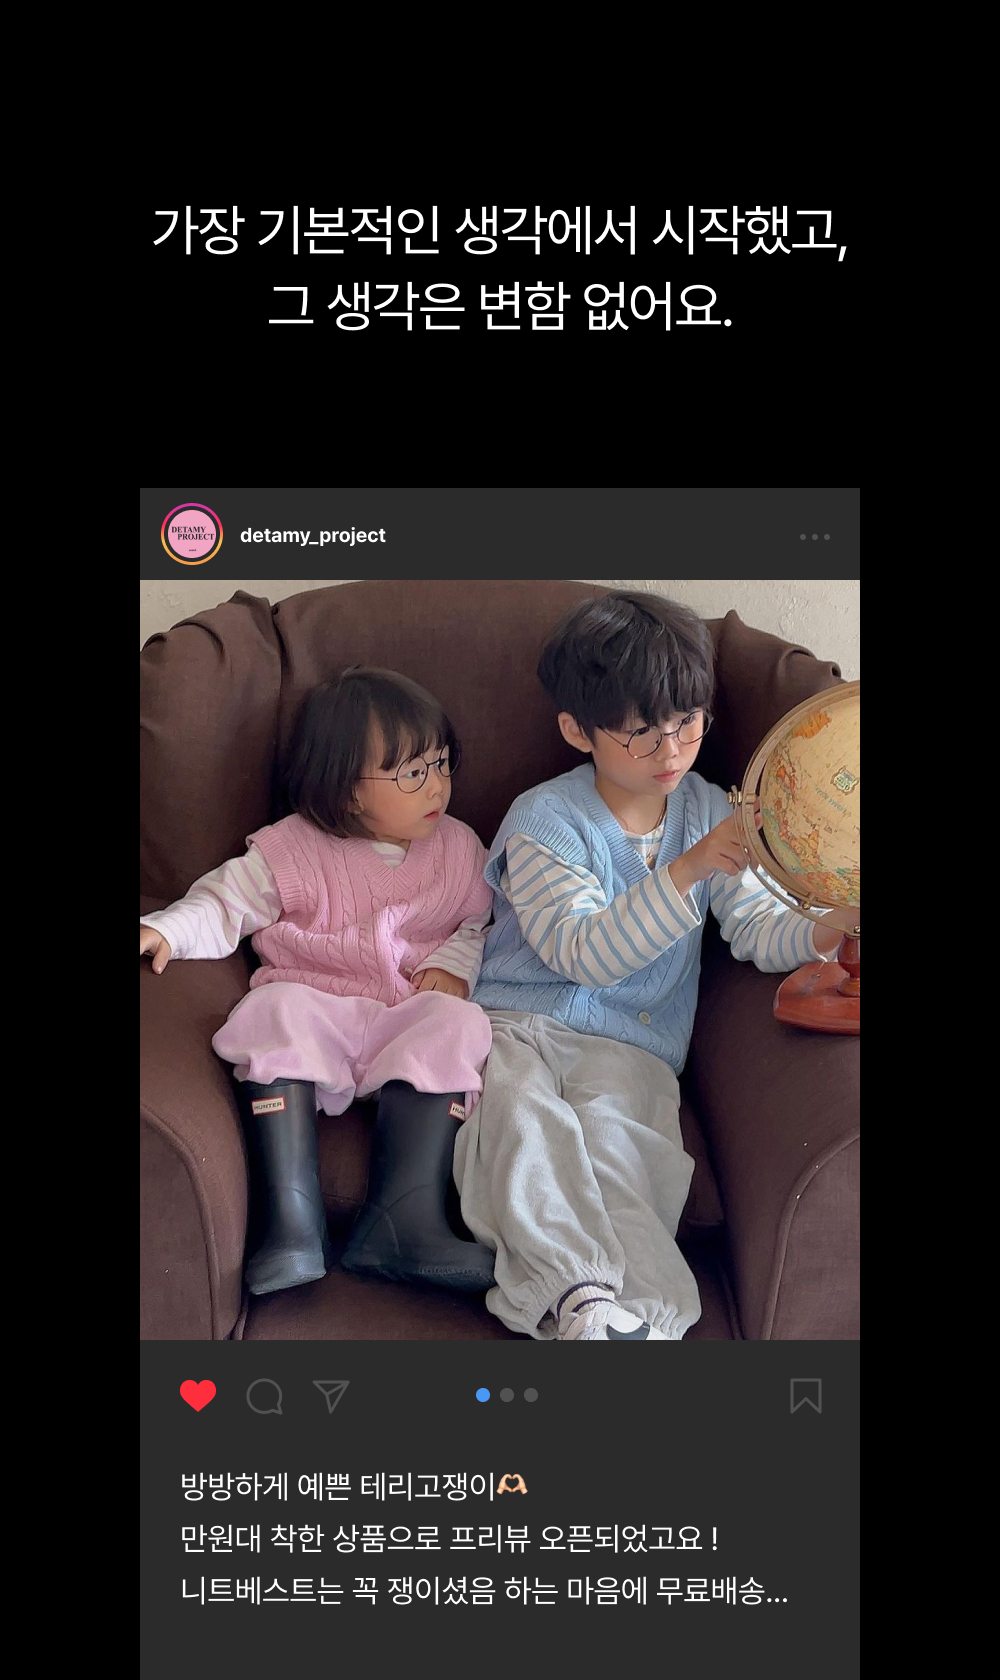 가장 기본적인 생각에서 시작했고,
그 생각은 변함 없어요.
DETAMY
PROJECT
detamy_project
HUNTER
방방하게 예쁜 테리고쟁이🫶🏻
만원대 착한 상품으로 프리뷰 오픈되었고요 !
니트베스트는 꼭 쟁이셨음 하는 마음에 무료배송...